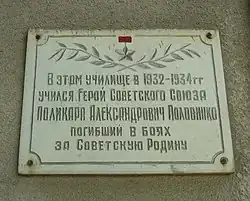 В этом училище в 1932-1934 гг
учился Герой Советского Союза
Поликарп Александрович Половинко
погибший в боях
за Советскую Родину